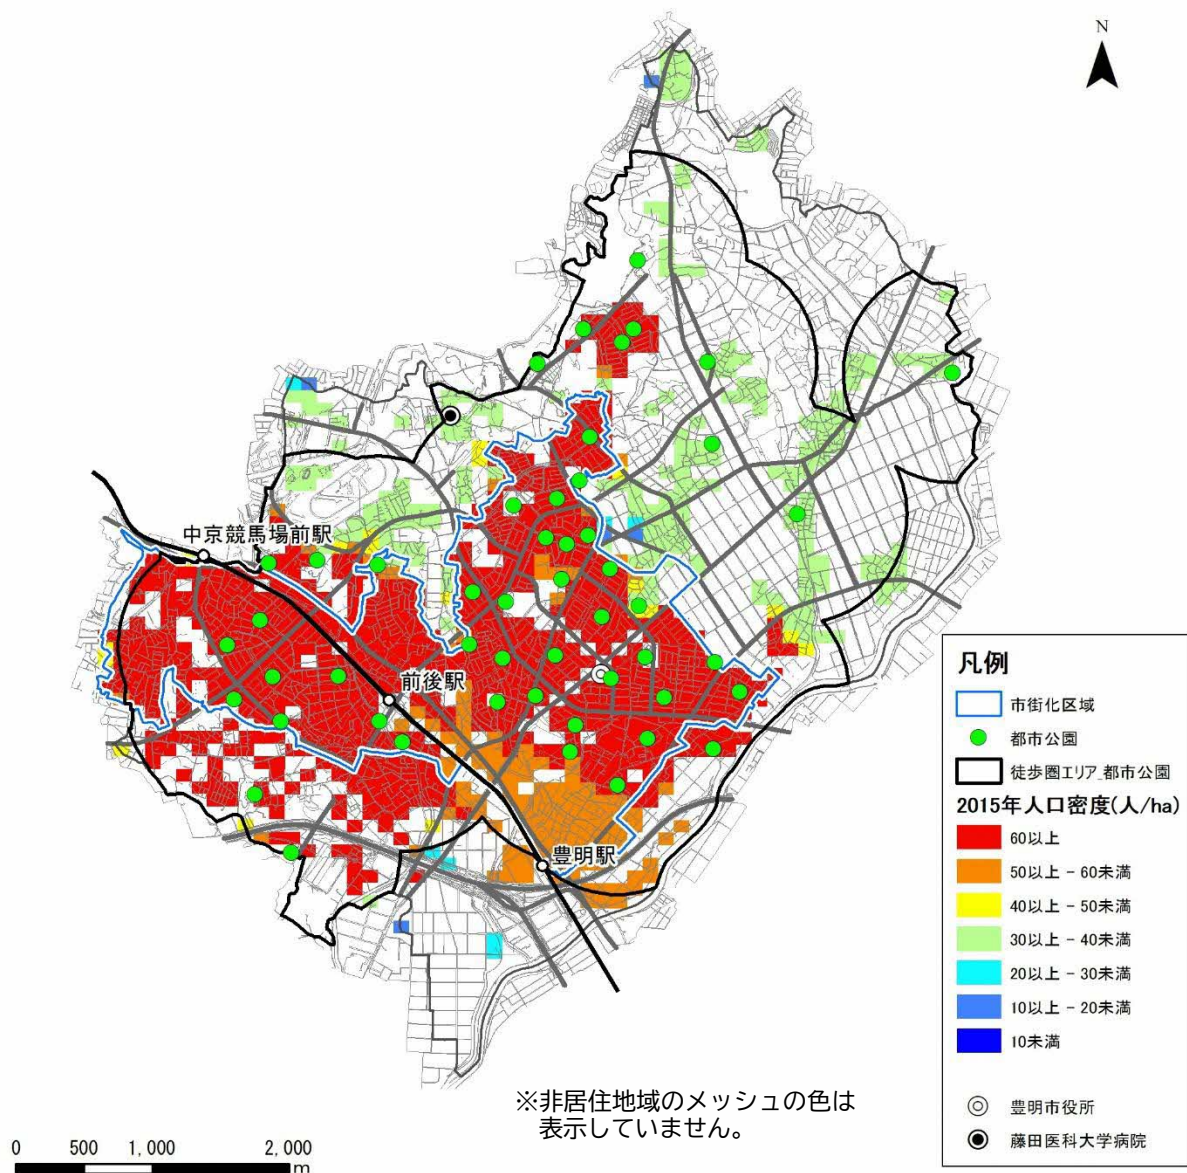 N
中京競馬場前駅
前後駅
豊明駅
凡例
市街化区域
都市公園
徒歩圏エリア_都市公園
2015年人口密度(人/ha)
60以上
50以上 - 60未満
40以上 - 50未満
30以上 - 40未満
20以上 - 30未満
10以上 - 20未満
10未満
豊明市役所
藤田医科大学病院
※非居住地域のメッシュの色は
表示していません。
0 500 1,000 2,000
m